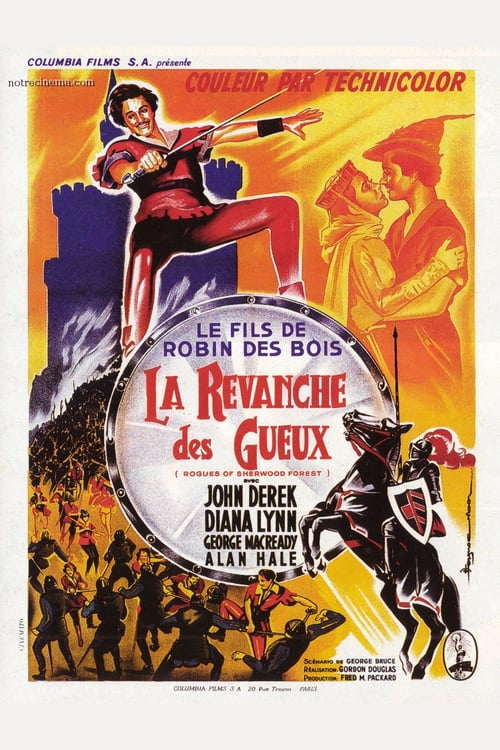 COLUMBIA FILMS S.A. présente
notrecinema.com
COULEUR PAR TECHNICOLOR
LE FILS DE
ROBIN DES BOIS
LA REVANCHE
des GUEUX
( ROGUES OF SHERWOOD FOREST )
avec
JOHN DEREK
DIANA LYNN
GEORGE MACREADY
ALAN HALE
SCÉNARIO DE GEORGE BRUCE
RÉALISATION: GORDON DOUGLAS
PRODUCTION: FRED M. PACKARD
COLUMBIA FILMS S A 20 Rue Troyon PARIS